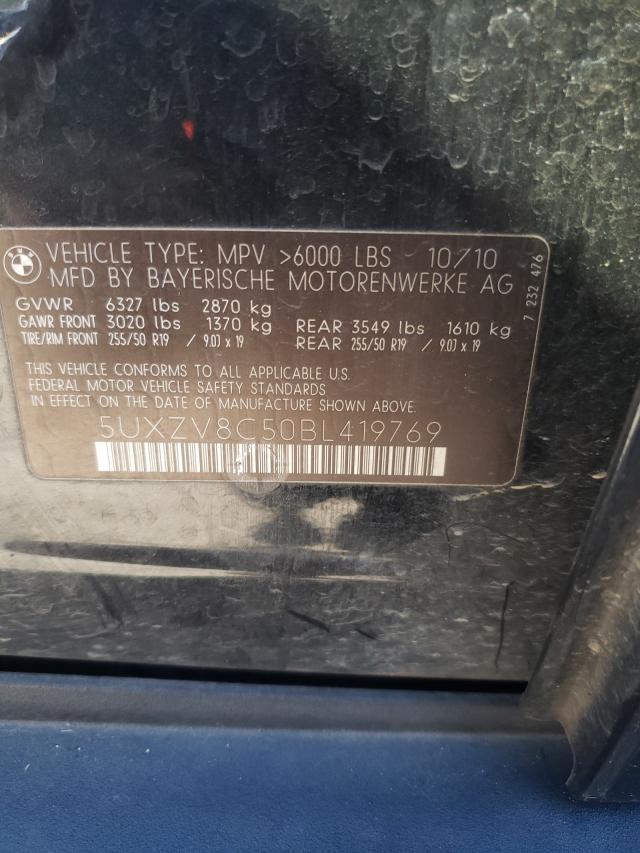 VEHICLE TYPE: MPV >6000 LBS 10/10
MFD BY BAYERISCHE MOTORENWERKE AG
GVWR 6327 lbs 2870 kg
GAWR FRONT 3020 lbs 1370 kg REAR 3549 lbs 1610 kg
TIRE/RIM FRONT 255/50 R19 / 9.0J x 19 REAR 255/50 R19 / 9.0J x 19
THIS VEHICLE CONFORMS TO ALL APPLICABLE U.S.
FEDERAL MOTOR VEHICLE SAFETY STANDARDS
IN EFFECT ON THE DATE OF MANUFACTURE SHOWN ABOVE.
5UXZV8C50BL419769
7 232 476